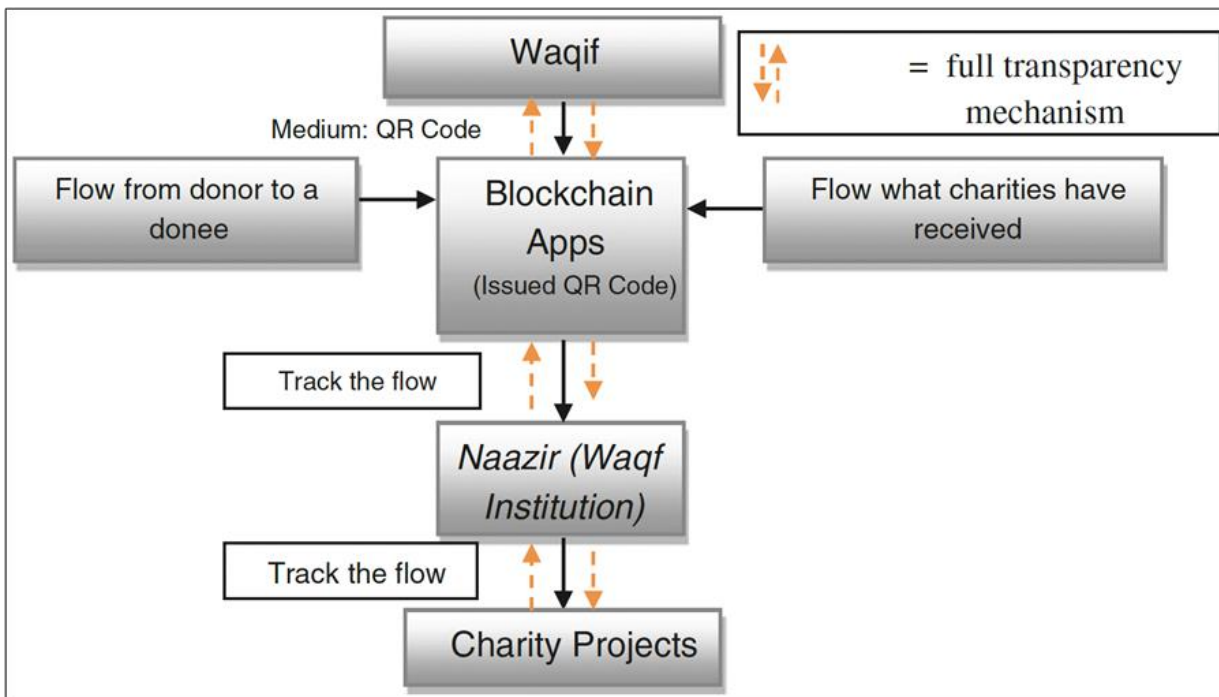 Waqif
= full transparency
mechanism
Medium: QR Code
Flow from donor to a
donee
Blockchain
Apps
(Issued QR Code)
Flow what charities have
received
Track the flow
Naazir (Waqf
Institution)
Track the flow
Charity Projects